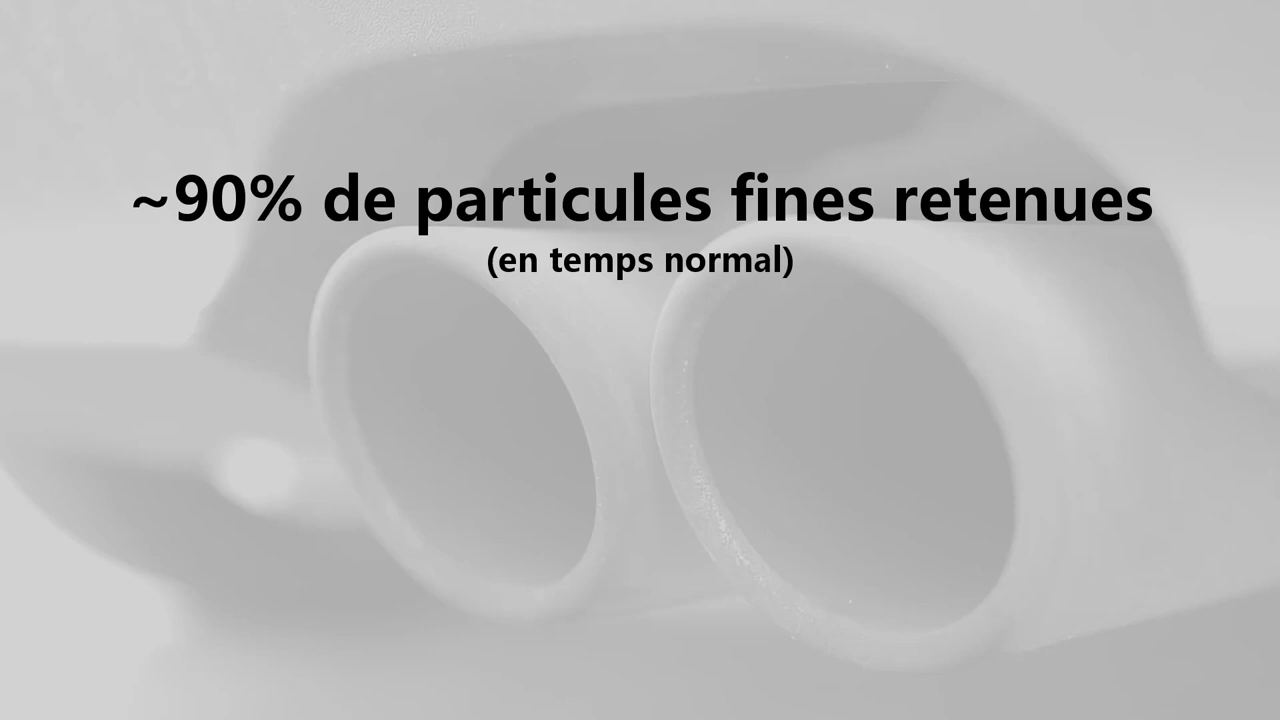 ~90% de particules fines retenues
(en temps normal)